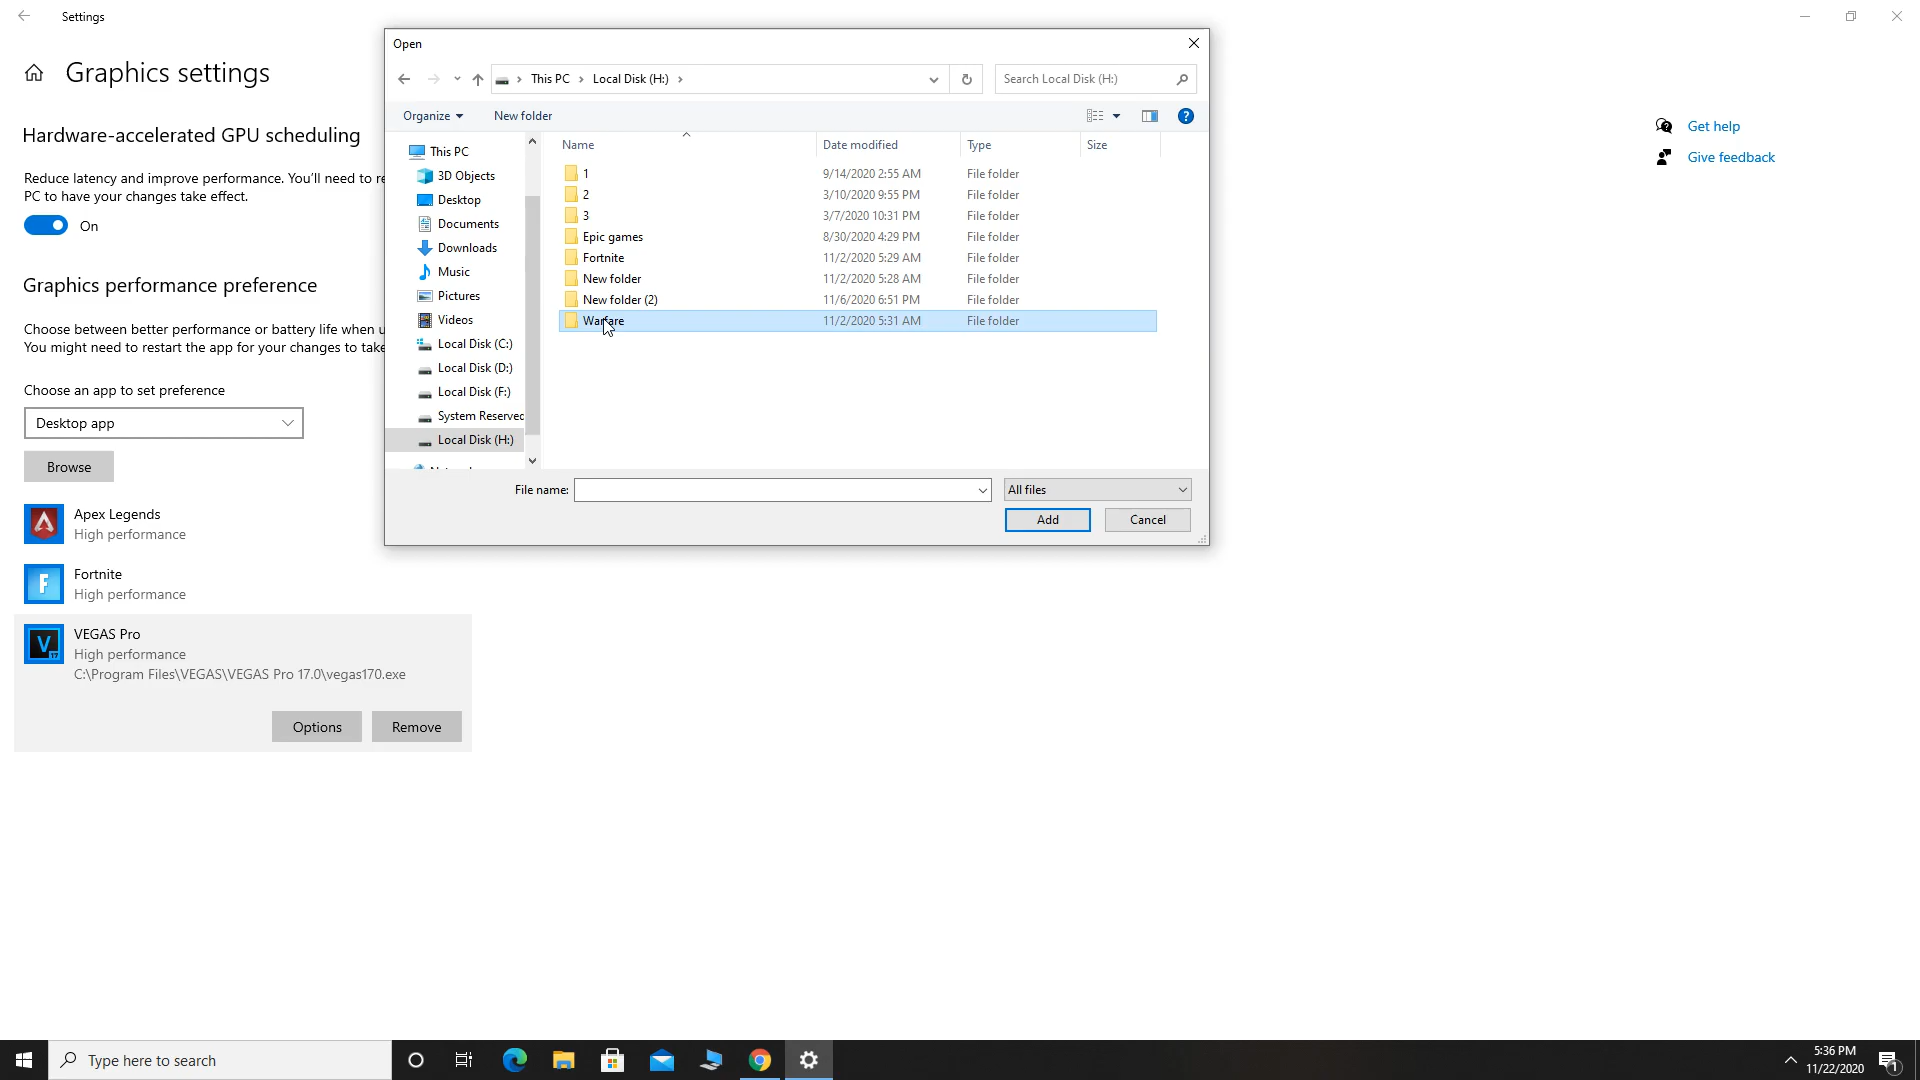 Settings
Graphics settings
Hardware-accelerated GPU scheduling
Reduce latency and improve performance. You'll need to re
PC to have your changes take effect.
On
Graphics performance preference
Choose between better performance or battery life when u
You might need to restart the app for your changes to take
Choose an app to set preference
Desktop app
Browse
Apex Legends
High performance
Fortnite
High performance
VEGAS Pro
High performance
C:\Program Files\VEGAS\VEGAS Pro 17.0\vegas170.exe
Options Remove
Open
This PC Local Disk (H:)
Search Local Disk (H:)
Organize New folder
This PC
3D Objects
Desktop
Documents
Downloads
Music
Pictures
Videos
Local Disk (C:)
Local Disk (D:)
Local Disk (F:)
System Reserved
Local Disk (H:)
Name Date modified Type Size
1 9/14/2020 2:55 AM File folder
2 3/10/2020 9:55 PM File folder
3 3/7/2020 10:31 PM File folder
Epic games 8/30/2020 4:29 PM File folder
Fortnite 11/2/2020 5:29 AM File folder
New folder 11/2/2020 5:28 AM File folder
New folder (2) 11/6/2020 6:51 PM File folder
Warfare 11/2/2020 5:31 AM File folder
File name: All files
Add Cancel
Get help
Give feedback
Type here to search
5:36 PM
11/22/2020
1